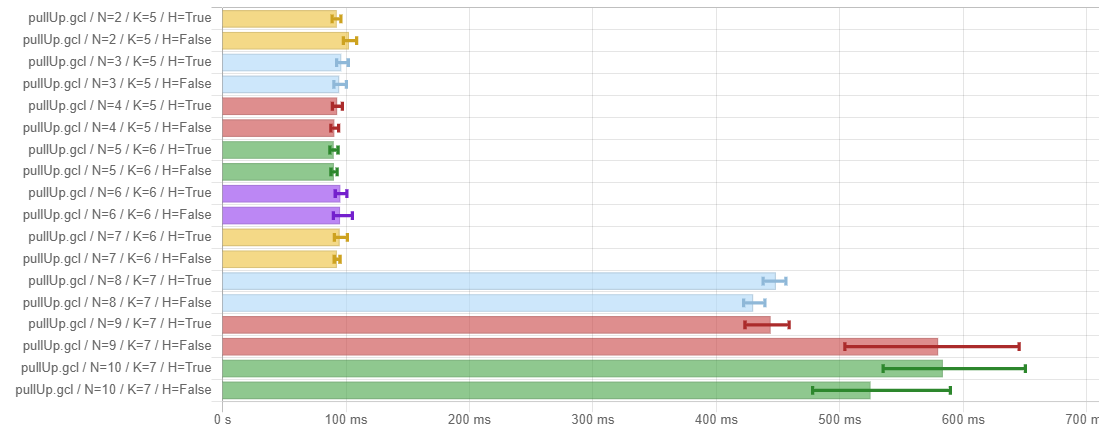 pullUp.gcl / N=2 / K=5 / H=True
pullUp.gcl / N=2 / K=5 / H=False
pullUp.gcl / N=3 / K=5 / H=True
pullUp.gcl / N=3 / K=5 / H=False
pullUp.gcl / N=4 / K=5 / H=True
pullUp.gcl / N=4 / K=5 / H=False
pullUp.gcl / N=5 / K=6 / H=True
pullUp.gcl / N=5 / K=6 / H=False
pullUp.gcl / N=6 / K=6 / H=True
pullUp.gcl / N=6 / K=6 / H=False
pullUp.gcl / N=7 / K=6 / H=True
pullUp.gcl / N=7 / K=6 / H=False
pullUp.gcl / N=8 / K=7 / H=True
pullUp.gcl / N=8 / K=7 / H=False
pullUp.gcl / N=9 / K=7 / H=True
pullUp.gcl / N=9 / K=7 / H=False
pullUp.gcl / N=10 / K=7 / H=True
pullUp.gcl / N=10 / K=7 / H=False
0 s 100 ms 200 ms 300 ms 400 ms 500 ms 600 ms 700 m